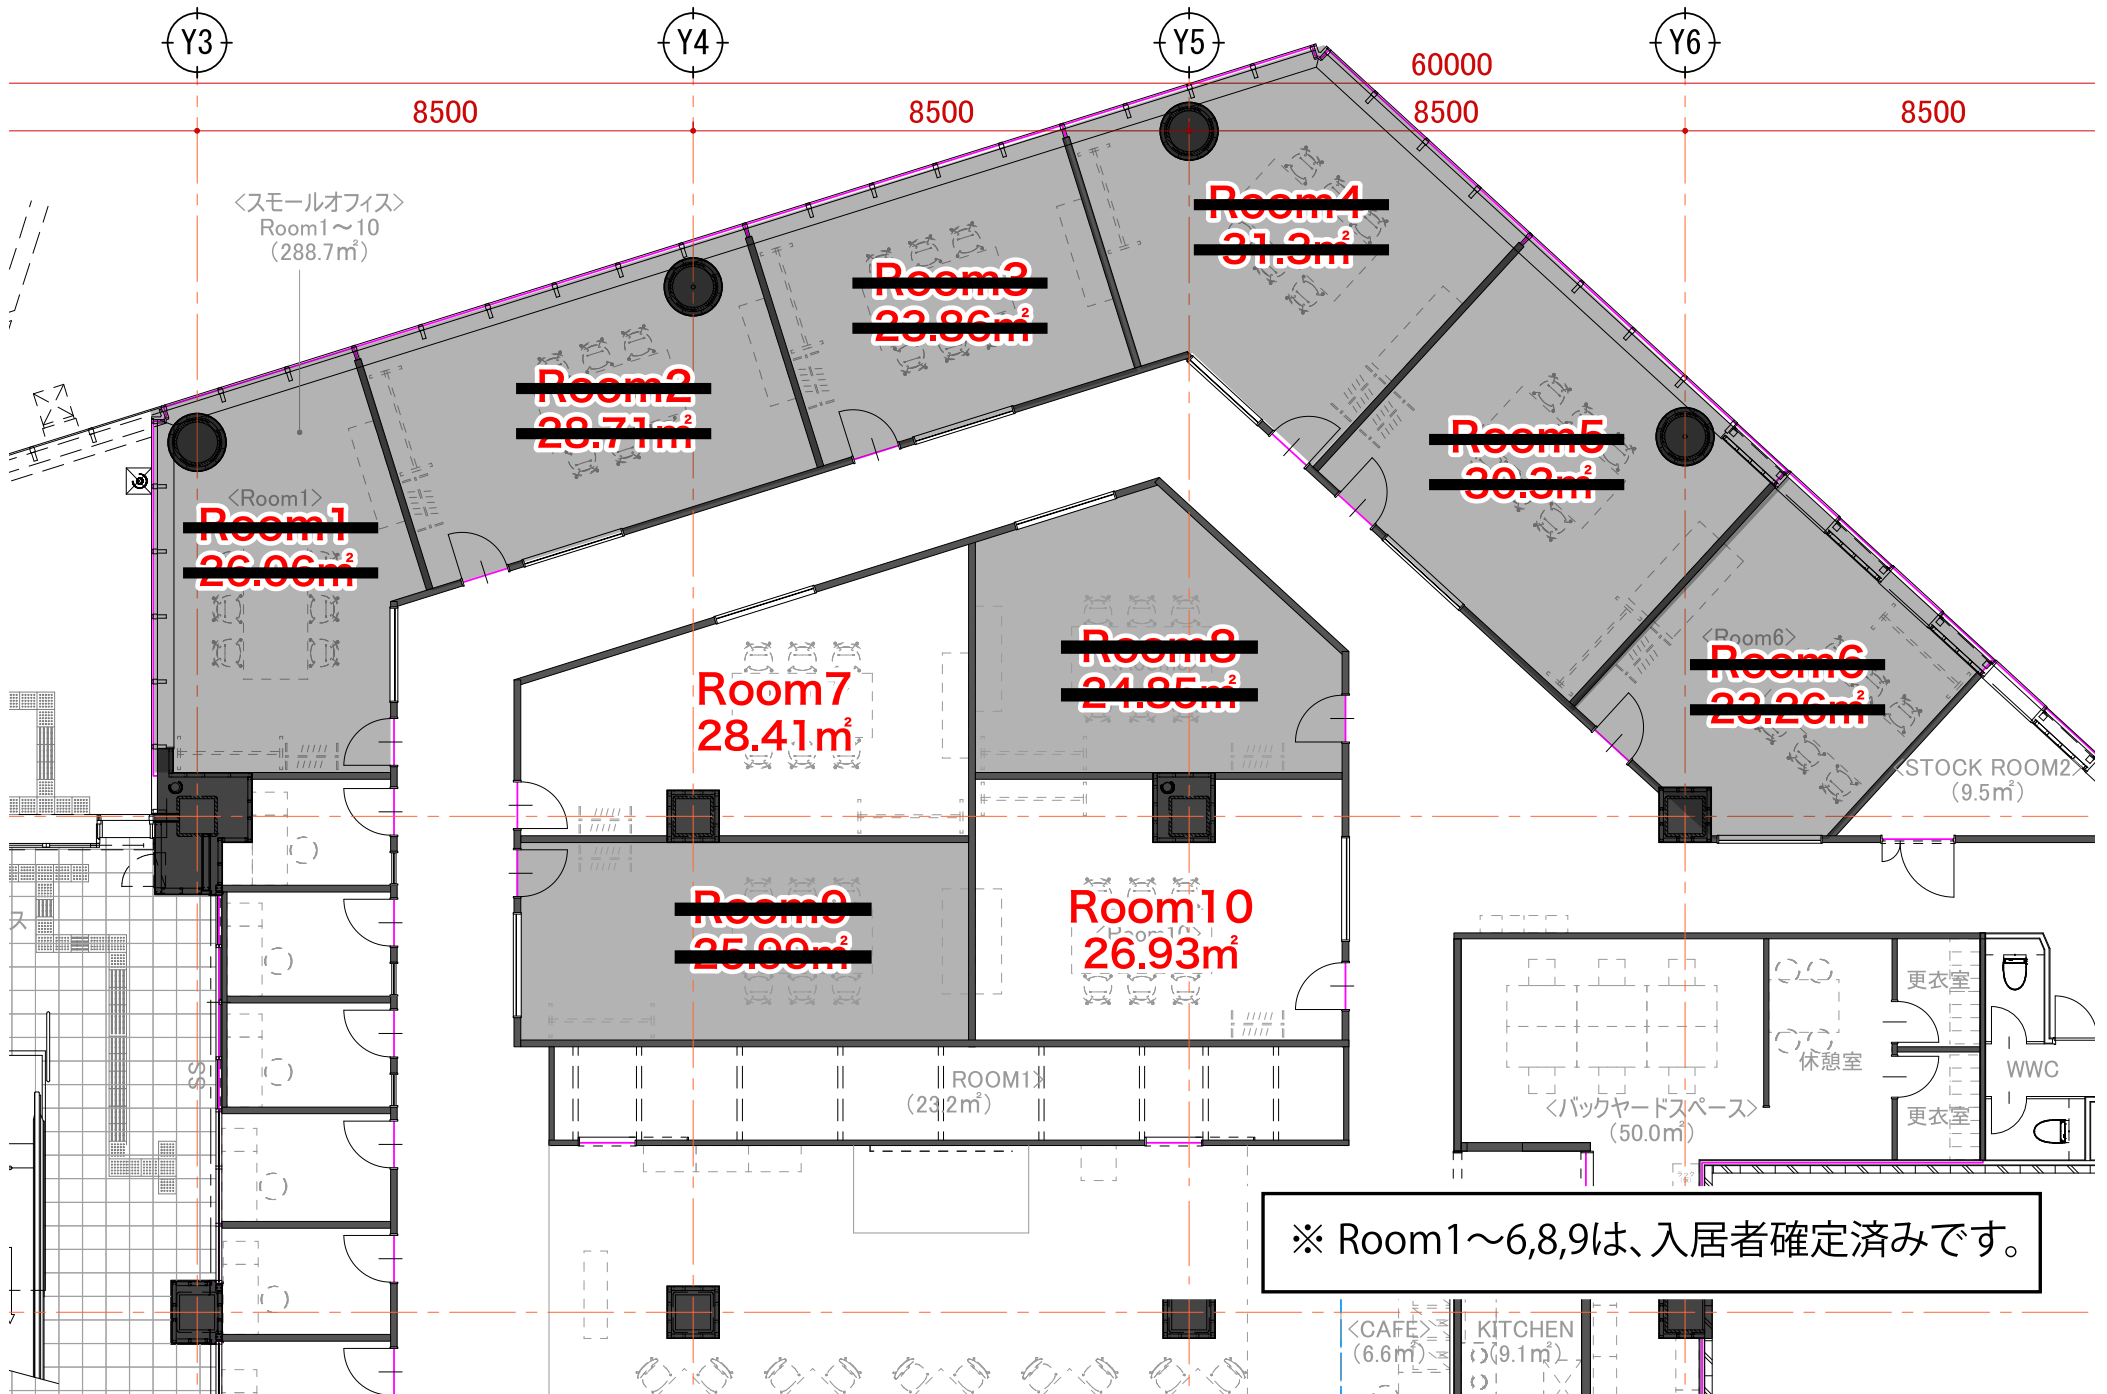 Y3
Y4
Y5
Y6
60000
8500
8500
8500
8500
<スモールオフィス>
Room1～10
(288.7㎡)
Room4
31.3㎡
Room3
23.86㎡
Room2
28.71㎡
Room5
30.3㎡
<Room1>
Room1
26.06㎡
<Room6>
Room6
23.26㎡
Room8
24.85㎡
Room7
28.41㎡
STOCK ROOM2>
(9.5㎡)
Room9
25.99㎡
Room10
<Room10>
26.93㎡
ス
更衣室
休憩室
WWC
更衣室
ROOM1>
(23.2㎡)
SS
<バックヤードスペース>
(50.0㎡)
※ Room1～6,8,9は、入居者確定済みです。
<CAFE>
(6.6㎡)
KITCHEN
(9.1㎡)